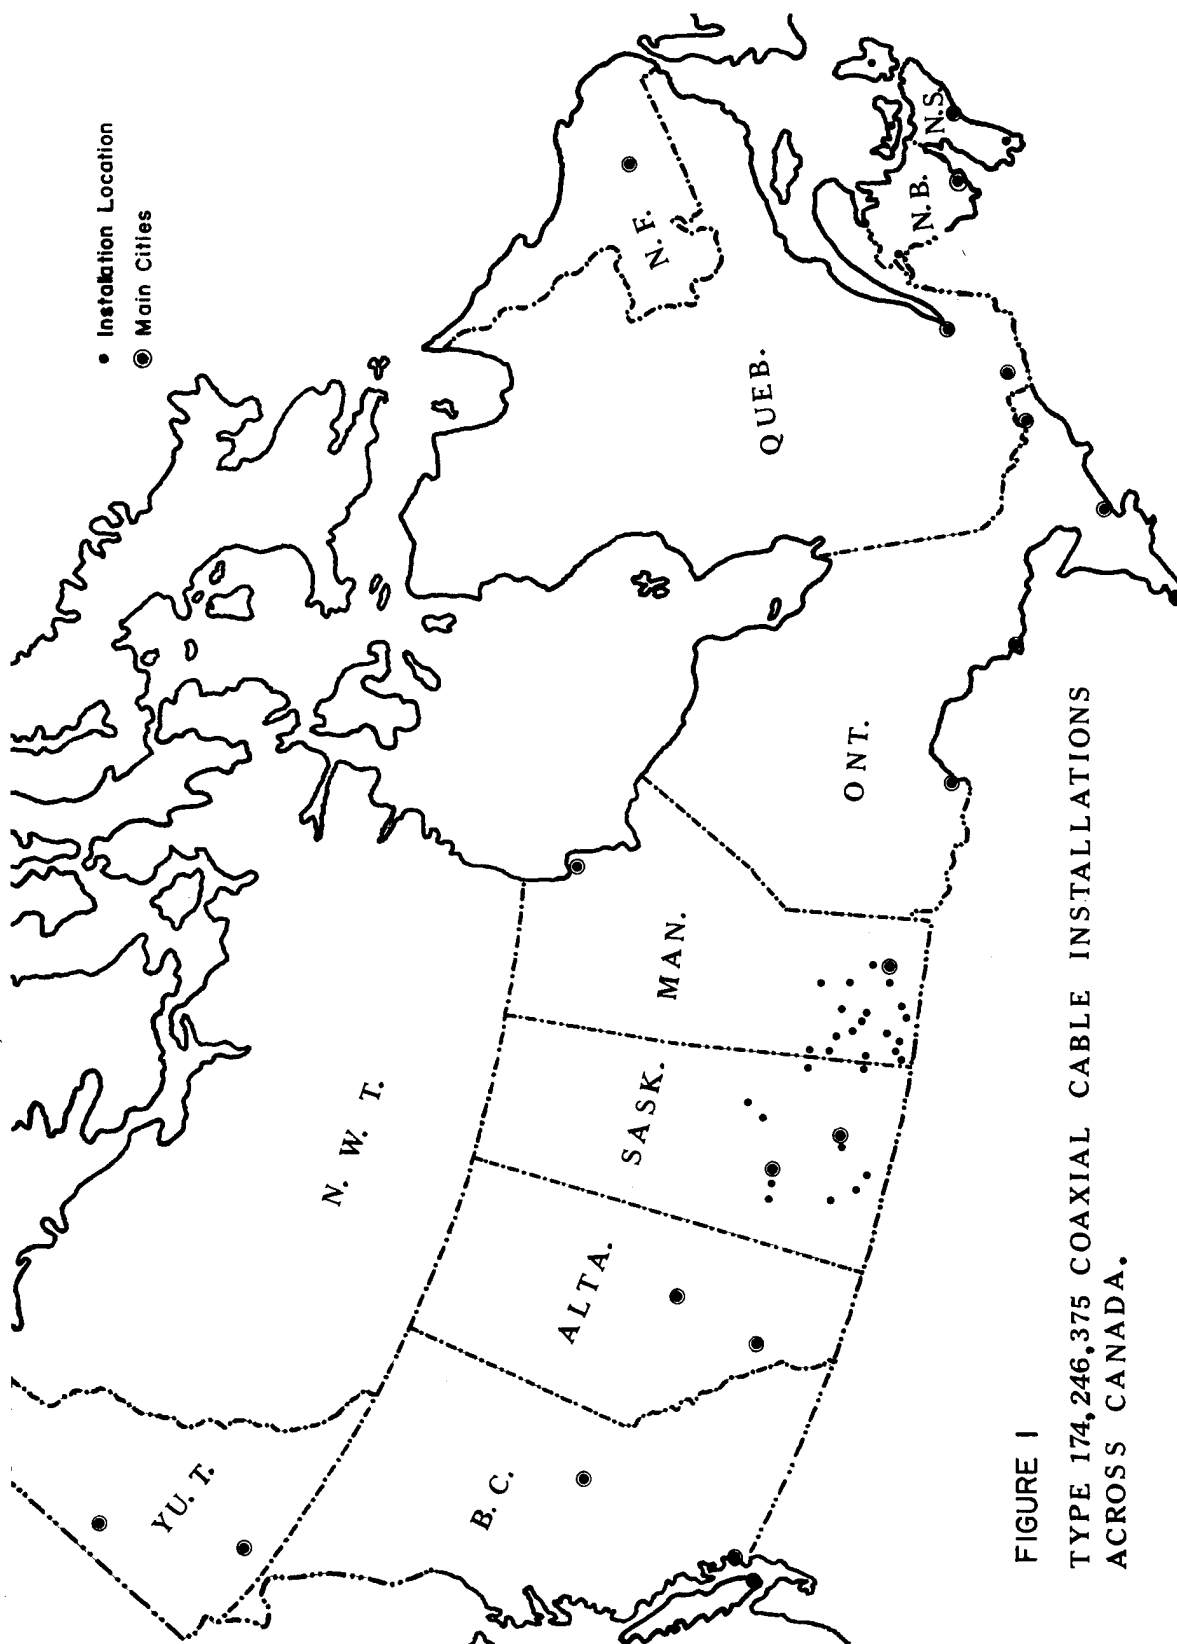 Installation Location
Main Cities
YU. T.
N. W. T.
B. C.
ALTA.
SASK.
MAN.
ONT.
QUEB.
N. F.
N.B.
N.S.
FIGURE 1
TYPE 174,246,375 COAXIAL CABLE INSTALLATIONS
ACROSS CANADA.